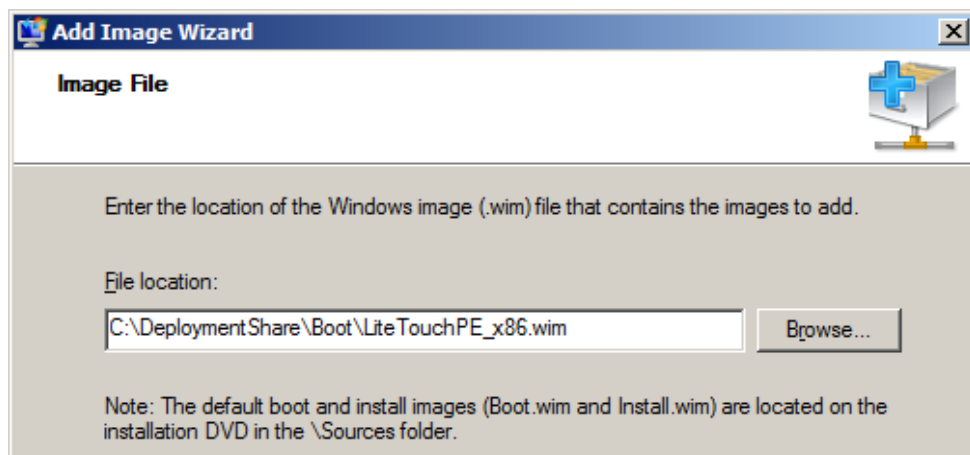 Add Image Wizard
Image File
Enter the location of the Windows image (.wim) file that contains the images to add.
File location:
C:\DeploymentShare\Boot\LiteTouchPE_x86.wim
Browse...
Note: The default boot and install images (Boot.wim and Install.wim) are located on the
installation DVD in the \Sources folder.